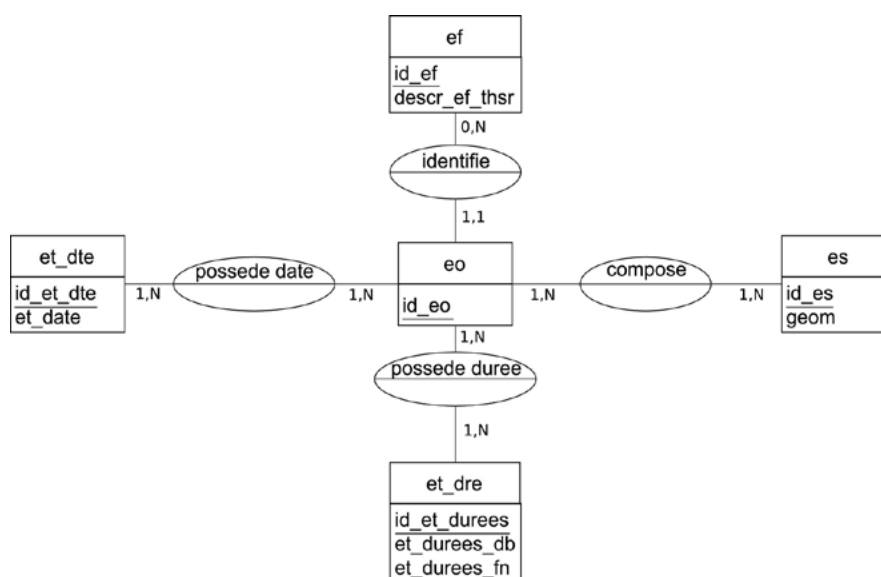 ef
id_ef
descr_ef_thsr
0,N
identifie
1,1
et_dte
id_et_dte
et_date
1,N
possede date
1,N
eo
id_eo
1,N
compose
1,N
es
id_es
geom
1,N
possede duree
1,N
et_dre
id_et_durees
et_durees_db
et_durees_fn